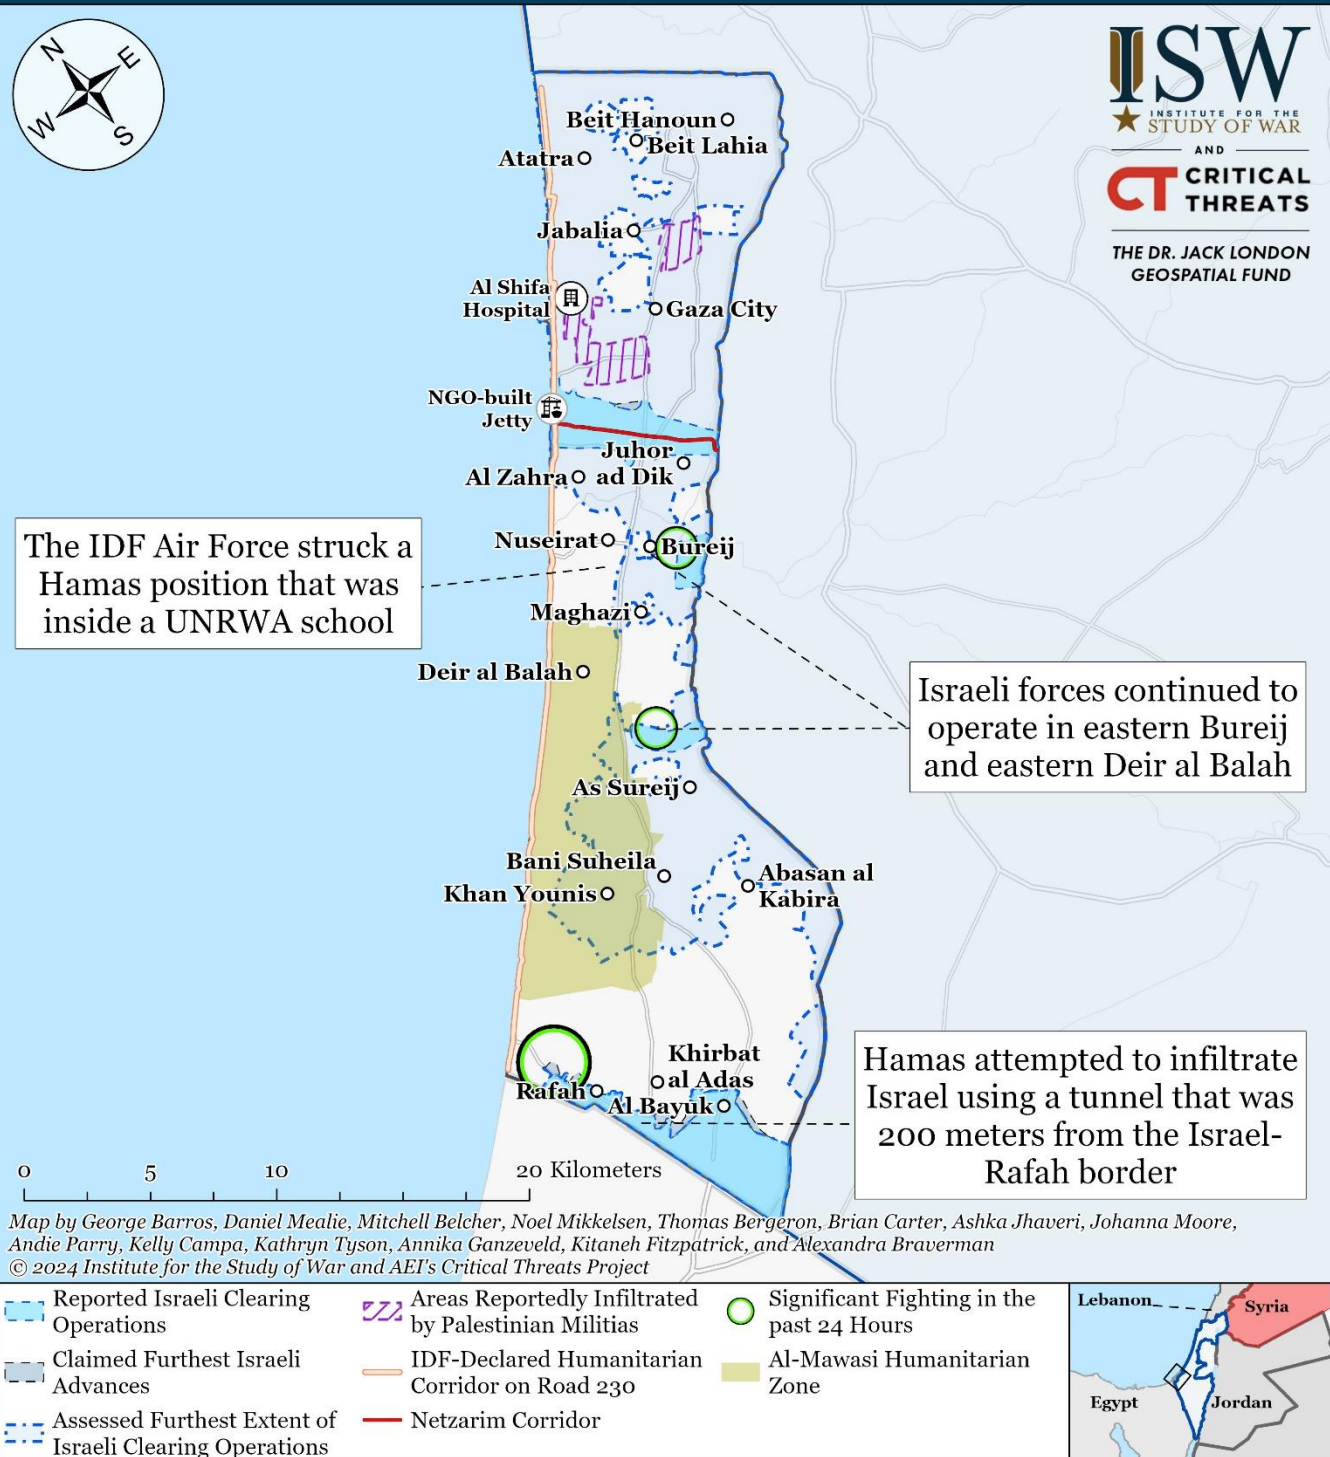 N
E
W
S
ISW
INSTITUTE FOR THE
STUDY OF WAR
AND
CT CRITICAL
THREATS
THE DR. JACK LONDON
GEOSPATIAL FUND
Beit Hanoun
Beit Lahia
Atatra
Jabalia
Al Shifa
Hospital
Gaza City
NGO-built
Jetty
Juhor
ad Dik
Al Zahra
The IDF Air Force struck a
Hamas position that was
inside a UNRWA school
Nuseirat
Bureij
Maghazi
Deir al Balah
Israeli forces continued to
operate in eastern Bureij
and eastern Deir al Balah
As Sureij
Bani Suheila
Khan Younis
Abasan al
Kabira
Khirbat
al Adas
Rafah
Al Bayuk
Hamas attempted to infiltrate
Israel using a tunnel that was
200 meters from the Israel-
Rafah border
0 5 10 20 Kilometers
Map by George Barros, Daniel Mealie, Mitchell Belcher, Noel Mikkelsen, Thomas Bergeron, Brian Carter, Ashka Jhaveri, Johanna Moore,
Andie Parry, Kelly Campa, Kathryn Tyson, Annika Ganzeveld, Kitaneh Fitzpatrick, and Alexandra Braverman
© 2024 Institute for the Study of War and AEI's Critical Threats Project
Reported Israeli Clearing
Operations
Claimed Furthest Israeli
Advances
Assessed Furthest Extent of
Israeli Clearing Operations
Areas Reportedly Infiltrated
by Palestinian Militias
IDF-Declared Humanitarian
Corridor on Road 230
Netzarim Corridor
Significant Fighting in the
past 24 Hours
Al-Mawasi Humanitarian
Zone
Lebanon
Syria
Egypt
Jordan